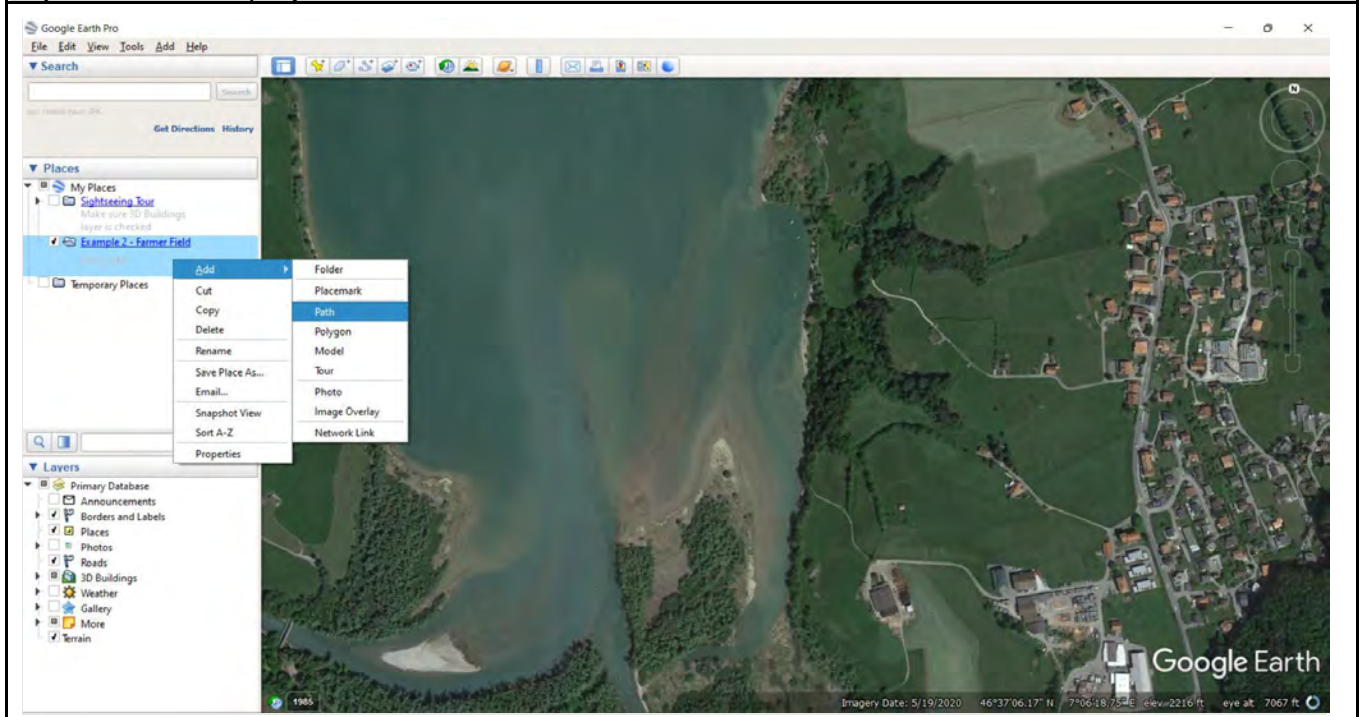 Google Earth Pro
File Edit View Tools Add Help
Search
Search
Get Directions History
Places
My Places
Sightseeing Tour
Make sure 3D Buildings
layer is checked
Example 2 - Farmer Field
Temporary Places
Add
Cut
Copy
Delete
Rename
Save Place As...
Email...
Snapshot View
Sort A-Z
Properties
Folder
Placemark
Path
Polygon
Model
Tour
Photo
Image Overlay
Network Link
Layers
Primary Database
Announcements
Borders and Labels
Places
Photos
Roads
3D Buildings
Weather
Gallery
More
Terrain
N
Google Earth
1985
Imagery Date: 5/19/2020 46°37'06.17" N 7°06'18.75" E elev 2216 ft eye alt 7067 ft